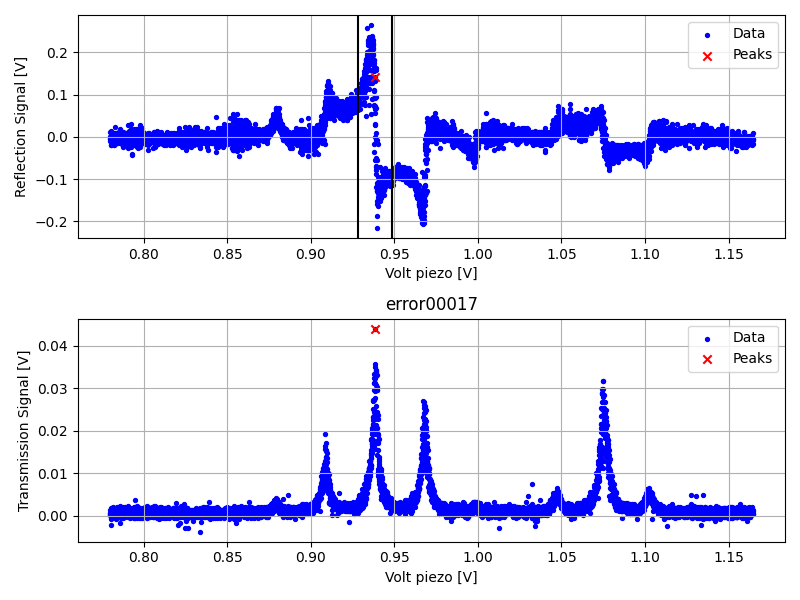 Reflection Signal [V]
0.2
0.1
0.0
−0.1
−0.2
Data
Peaks
0.80 0.85 0.90 0.95 1.00 1.05 1.10 1.15
Volt piezo [V]
error00017
Transmission Signal [V]
0.04
0.03
0.02
0.01
0.00
Data
Peaks
0.80 0.85 0.90 0.95 1.00 1.05 1.10 1.15
Volt piezo [V]